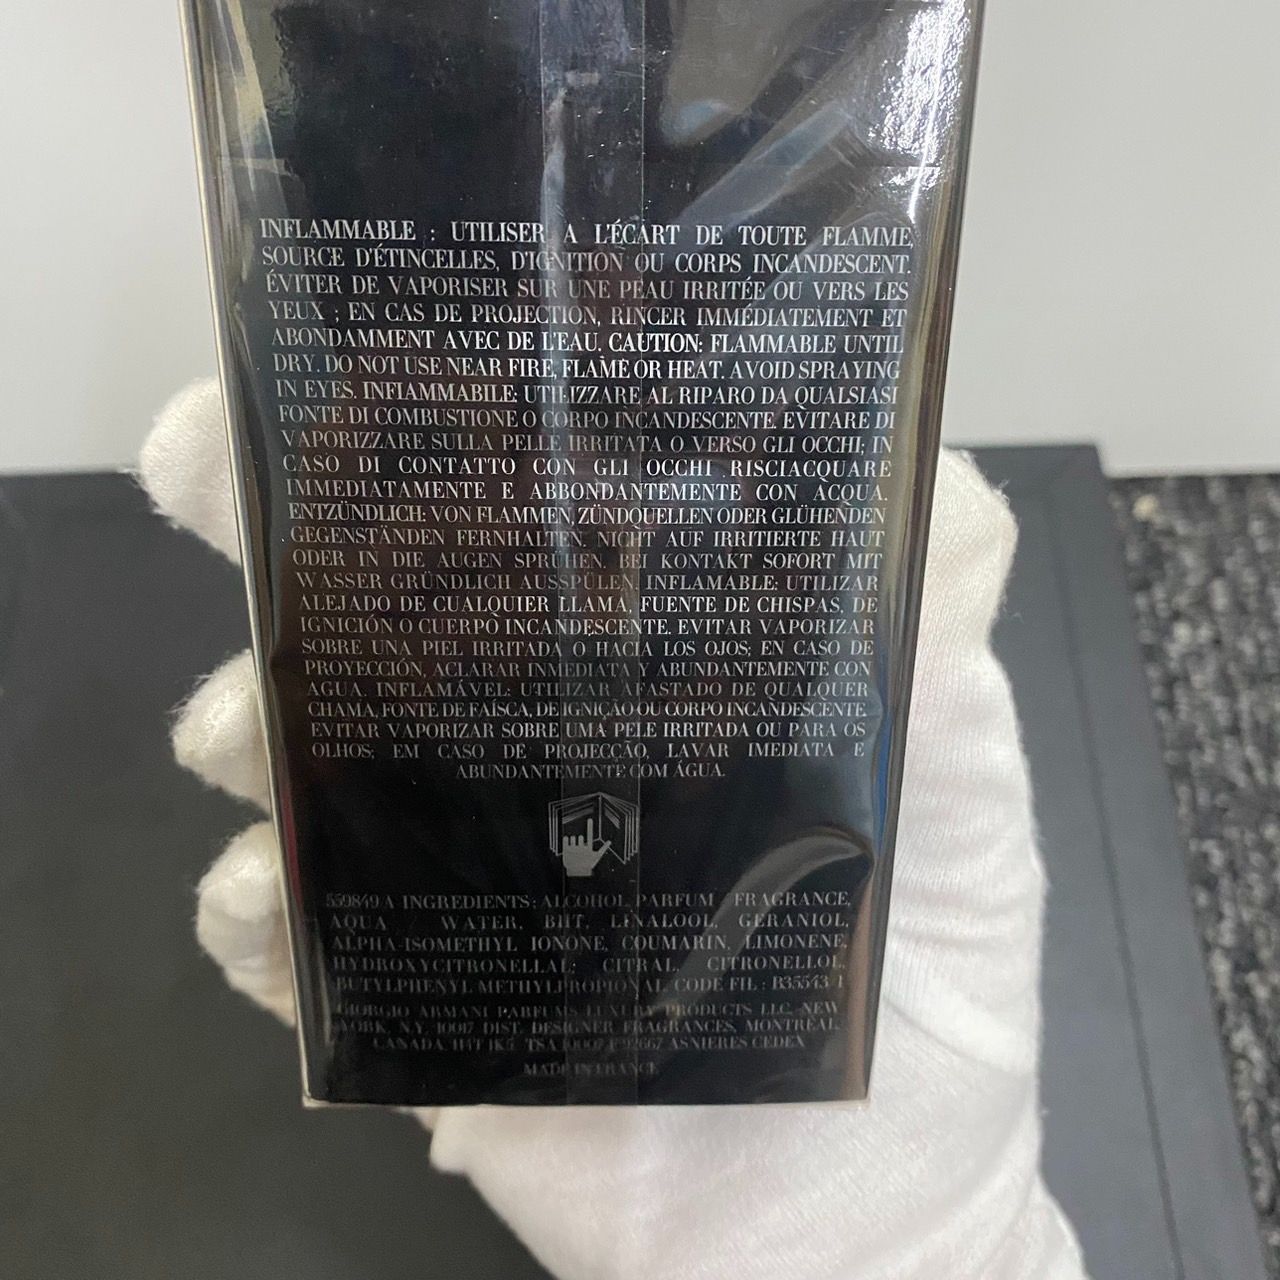 INFLAMMABLE : UTILISER A L'ÉCART DE TOUTE FLAMME,
SOURCE D'ÉTINCELLES, D'IGNITION OU CORPS INCANDESCENT.
ÉVITER DE VAPORISER SUR UNE PEAU IRRITÉE OU VERS LES
YEUX ; EN CAS DE PROJECTION, RINCER IMMÉDIATEMENT ET
ABONDAMMENT AVEC DE L'EAU. CAUTION: FLAMMABLE UNTIL
DRY. DO NOT USE NEAR FIRE, FLAME OR HEAT. AVOID SPRAYING
IN EYES. INFIAMMABILE: UTILIZZARE AL RIPARO DA QUALSIASI
FONTE DI COMBUSTIONE O CORPO INCANDESCENTE. EVITARE DI
VAPORIZZARE SULLA PELLE IRRITATA O VERSO GLI OCCHI; IN
CASO DI CONTATTO CON GLI OCCHI RISCIACQUARE
IMMEDIATAMENTE E ABBONDANTEMENTE CON ACQUA.
ENTZÜNDLICH: VON FLAMMEN, ZÜNDQUELLEN ODER GLÜHENDEN
GEGENSTÄNDEN FERNHALTEN. NICHT AUF IRRITIERTE HAUT
ODER IN DIE AUGEN SPRÜHEN. BEI KONTAKT SOFORT MIT
WASSER GRÜNDLICH AUSSPÜLEN. INFLAMABLE: UTILIZAR
ALEJADO DE CUALQUIER LLAMA, FUENTE DE CHISPAS, DE
IGNICIÓN O CUERPO INCANDESCENTE. EVITAR VAPORIZAR
SOBRE UNA PIEL IRRITADA O HACIA LOS OJOS; EN CASO DE
PROYECCIÓN, ACLARAR INMEDIATA Y ABUNDANTEMENTE CON
AGUA. INFLAMÁVEL: UTILIZAR AFASTADO DE QUALQUER
CHAMA, FONTE DE FAÍSCA, DE IGNIÇÃO OU CORPO INCANDESCENTE.
EVITAR VAPORIZAR SOBRE UMA PELE IRRITADA OU PARA OS
OLHOS; EM CASO DE PROJECÇÃO, LAVAR IMEDIATA E
ABUNDANTEMENTE COM ÁGUA.
559849 A INGREDIENTS: ALCOHOL, PARFUM FRAGRANCE,
AQUA WATER, BHT, LINALOOL, GERANIOL,
ALPHA-ISOMETHYL IONONE, COUMARIN, LIMONENE,
HYDROXYCITRONELLAL, CITRAL, CITRONELLOL,
BUTYLPHENYL METHYLPROPIONAL CODE FIL : B35543/1
GIORGIO ARMANI PARFUMS LUXURY PRODUCTS LLC, NEW
YORK, N.Y. 10017 DIST. DESIGNER FRAGRANCES, MONTRÉAL,
CANADA, H4T 1K5 TSA 10007 F 92667 ASNIERES CEDEX
MADE IN FRANCE